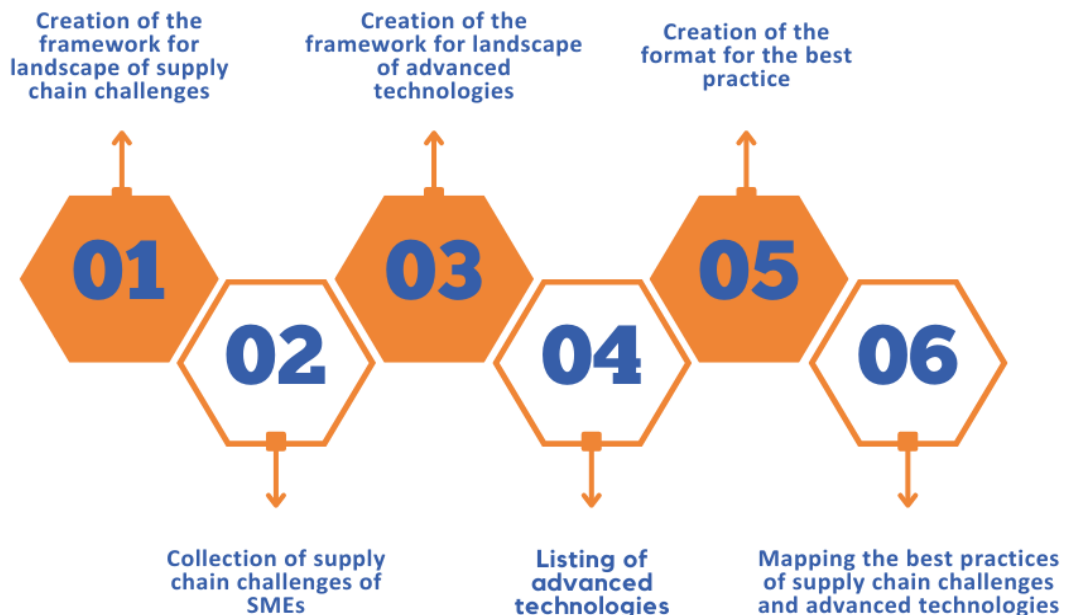 Creation of the
framework for
landscape of supply
chain challenges
Creation of the
framework for landscape
of advanced
technologies
Creation of the
format for the best
practice
01
02
03
04
05
06
Collection of supply
chain challenges of
SMEs
Listing of
advanced
technologies
Mapping the best practices
of supply chain challenges
and advanced technologies